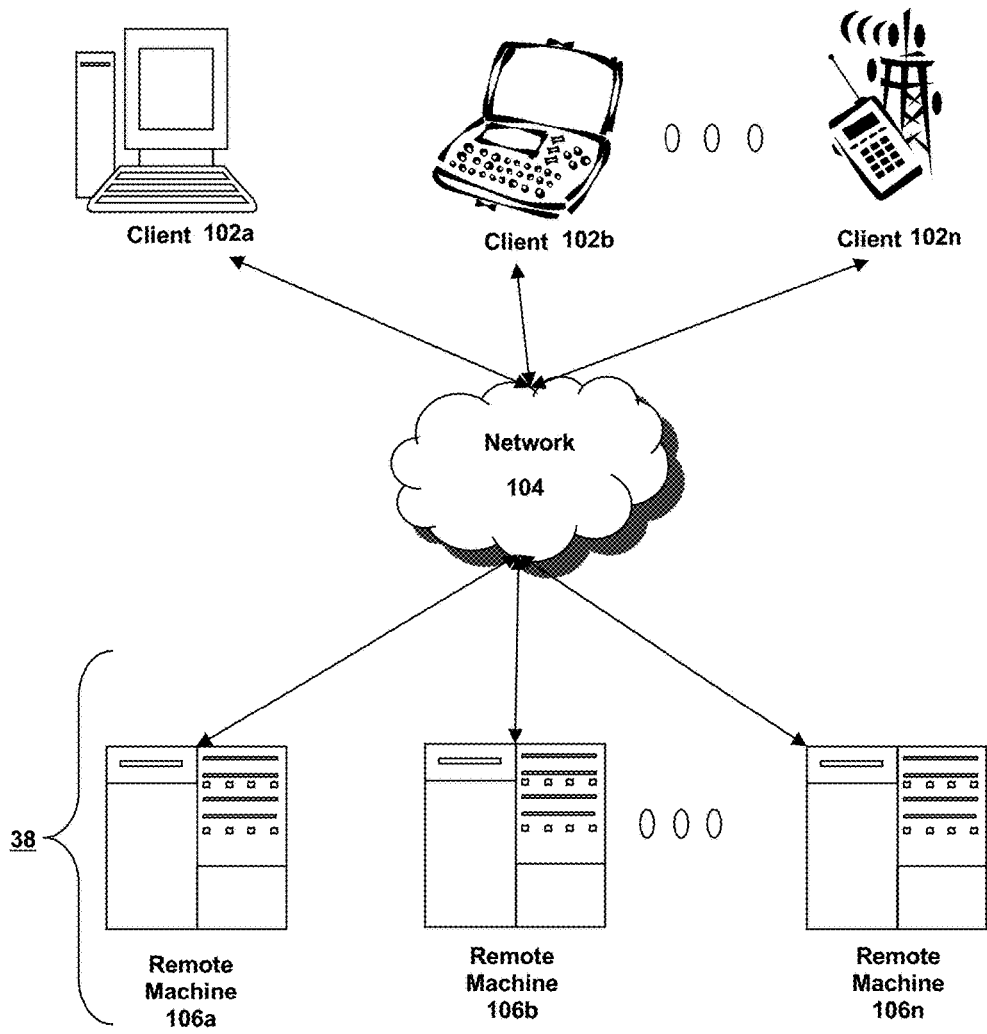 Client 102a
Client 102b
Client 102n
Network
104
38
Remote
Machine
106a
Remote
Machine
106b
Remote
Machine
106n